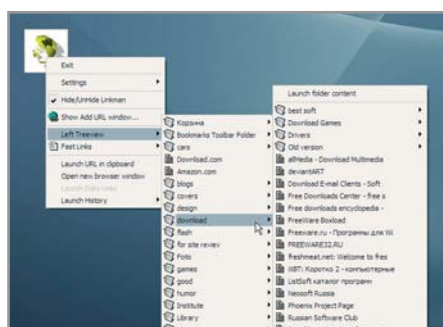 Exit
Settings
Hide/UnHide Linkman
Show Add URL window...
Left Treeview
Fast Links
Launch URL in clipboard
Open new browser window
Launch Daily Links
Launch History
Корзина
Bookmarks Toolbar Folder
cars
Download.com
Amazon.com
blogs
covers
design
download
flash
for site review
Foto
games
good
humor
Institute
Library
Launch folder content
best soft
Download Games
Drivers
Old version
allMedia - Download Multimedia
deviantART
Download E-mail Clients - Soft
Free Downloads Center - free s
Free downloads encyclopedia -
FreeWare Boxload
Freeware.ru - Программы для Wi
FREEWARE32.RU
freshmeat.net: Welcome to fres
iXBT: Коротко 2 - компьютерные
ListSoft каталог программ
Neosoft Russia
Phoenix Project Page
Russian Software Club